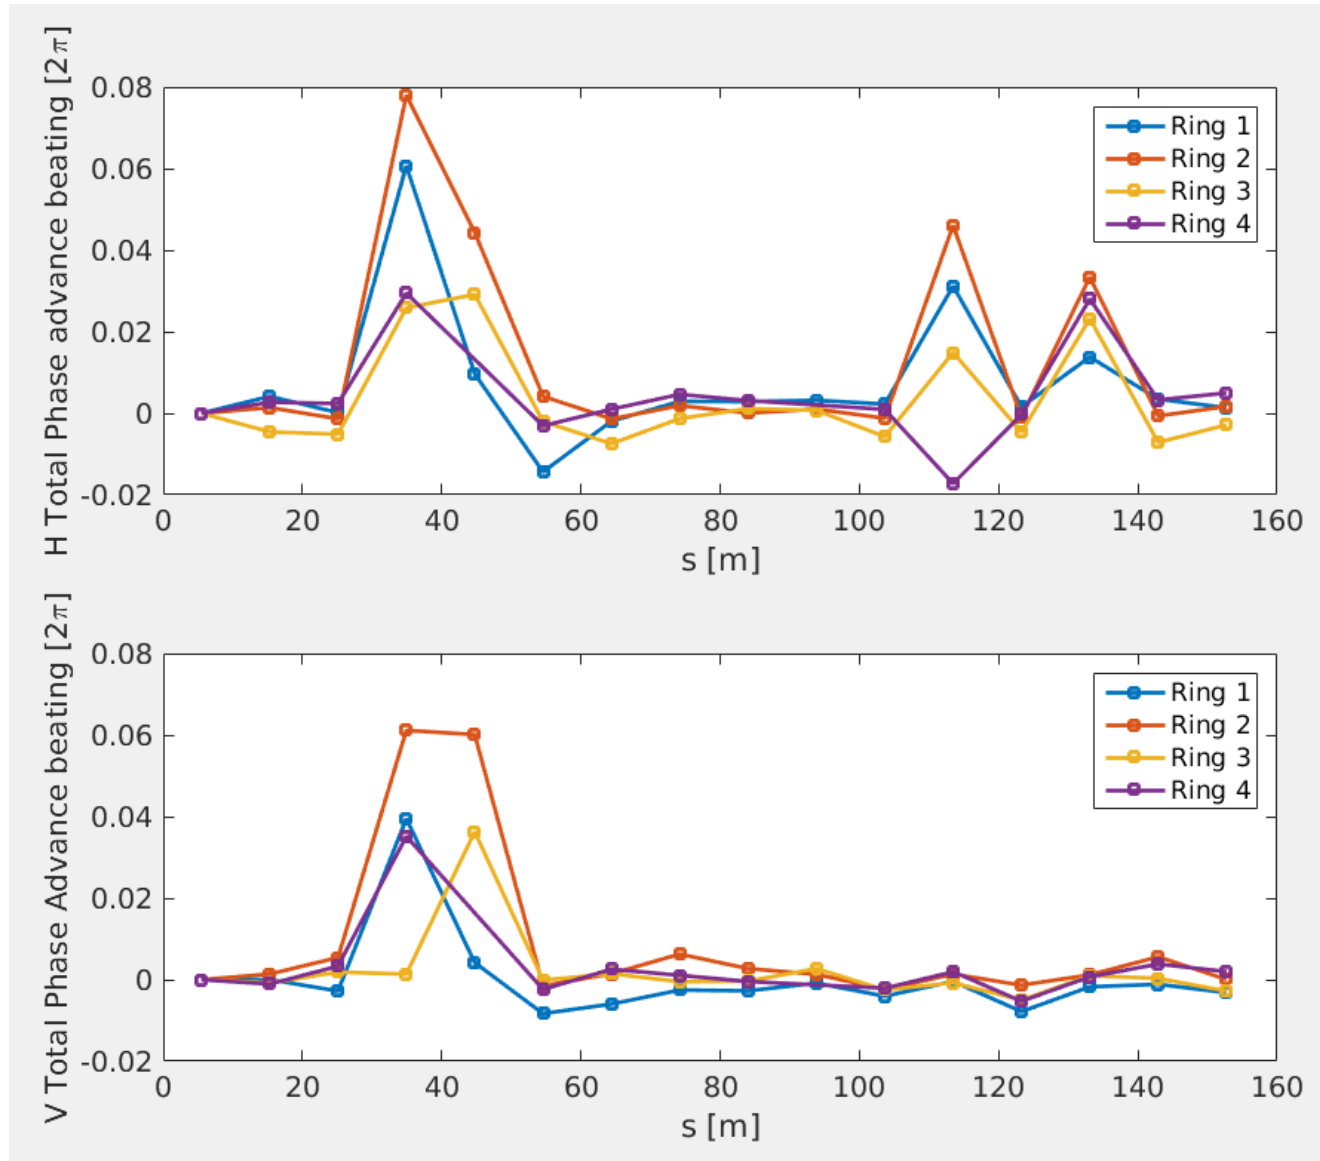 H Total Phase advance beating [2π]
0.08
0.06
0.04
0.02
0
-0.02
0 20 40 60 80 100 120 140 160
s [m]
Ring 1
Ring 2
Ring 3
Ring 4
V Total Phase Advance beating [2π]
0.08
0.06
0.04
0.02
0
-0.02
0 20 40 60 80 100 120 140 160
s [m]
Ring 1
Ring 2
Ring 3
Ring 4